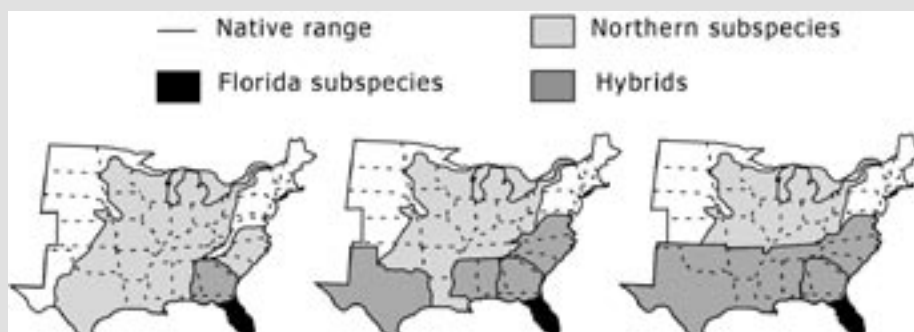 Native range
Northern subspecies
Florida subspecies
Hybrids